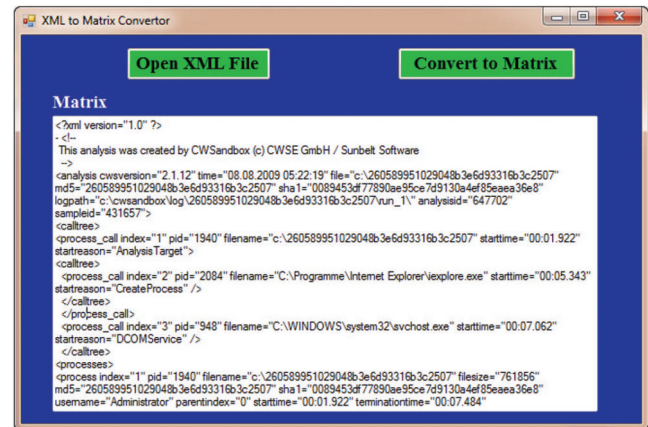 XML to Matrix Convertor
Open XML File
Convert to Matrix
Matrix
<?xml version="1.0" ?>
- <!--
This analysis was created by CWSandbox (c) CWSE GmbH / Sunbelt Software
-->
<analysis cwsversion="2.1.12" time="08.08.2009 05:22:19" file="c:\260589951029048b3e6d93316b3c2507"
md5="260589951029048b3e6d93316b3c2507" sha1="0089453df77890ae95ce7d9130a4ef85eaea36e8"
logpath="c:\cwsandbox\log\260589951029048b3e6d93316b3c2507\run_1\" analysisid="647702"
sampleid="431657">
<calltree>
<process_call index="1" pid="1940" filename="c:\260589951029048b3e6d93316b3c2507" starttime="00:01.922"
startreason="AnalysisTarget">
<calltree>
<process_call index="2" pid="2084" filename="C:\Programme\Internet Explorer\iexplore.exe" starttime="00:05.343"
startreason="CreateProcess" />
</calltree>
</process_call>
<process_call index="3" pid="948" filename="C:\WINDOWS\system32\svchost.exe" starttime="00:07.062"
startreason="DCOMService" />
</calltree>
<processes>
<process index="1" pid="1940" filename="c:\260589951029048b3e6d93316b3c2507" filesize="761856"
md5="260589951029048b3e6d93316b3c2507" sha1="0089453df77890ae95ce7d9130a4ef85eaea36e8"
username="Administrator" parentindex="0" starttime="00:01.922" terminationtime="00:07.484"